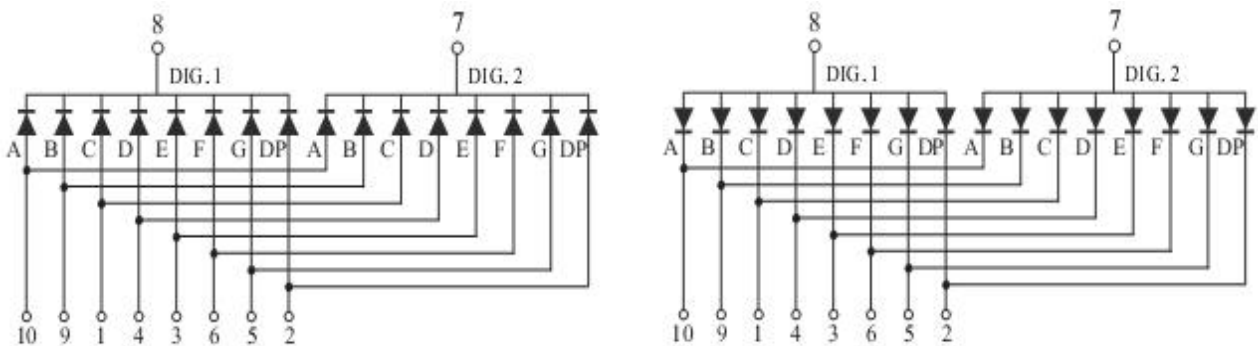 8 7 8 7
DIG.1 DIG.2 DIG.1 DIG.2
A B C D E F G DP A B C D E F G DP A B C D E F G DP A B C D E F G DP
10 9 1 4 3 6 5 2 10 9 1 4 3 6 5 2